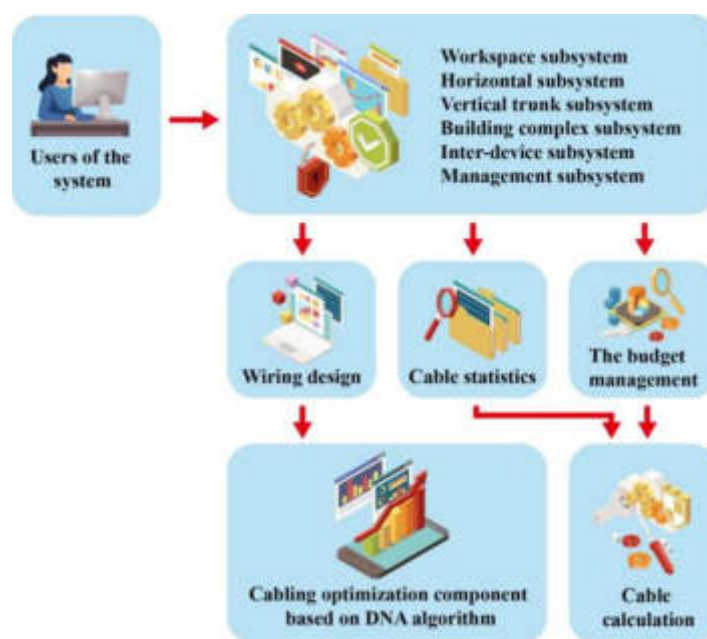 Users of the
system
Workspace subsystem
Horizontal subsystem
Vertical trunk subsystem
Building complex subsystem
Inter-device subsystem
Management subsystem
Wiring design
Cable statistics
The budget
management
Cabling optimization component
based on DNA algorithm
Cable
calculation